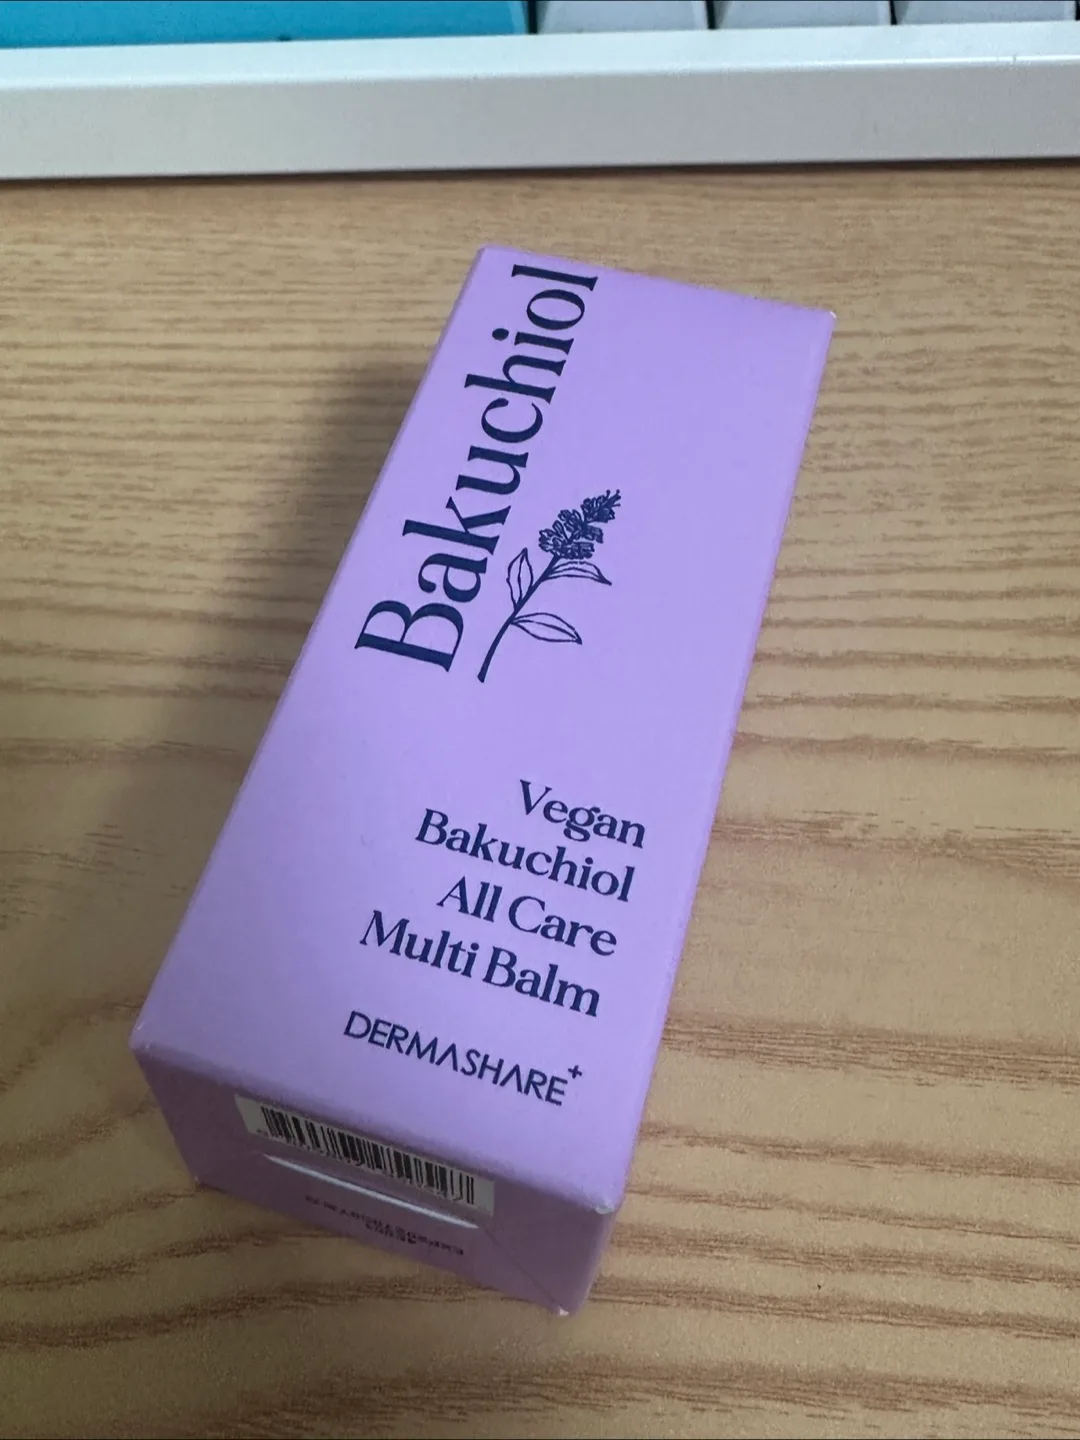 Bakuchiol
Vegan
Bakuchiol
All Care
Multi Balm
DERMASHARE+